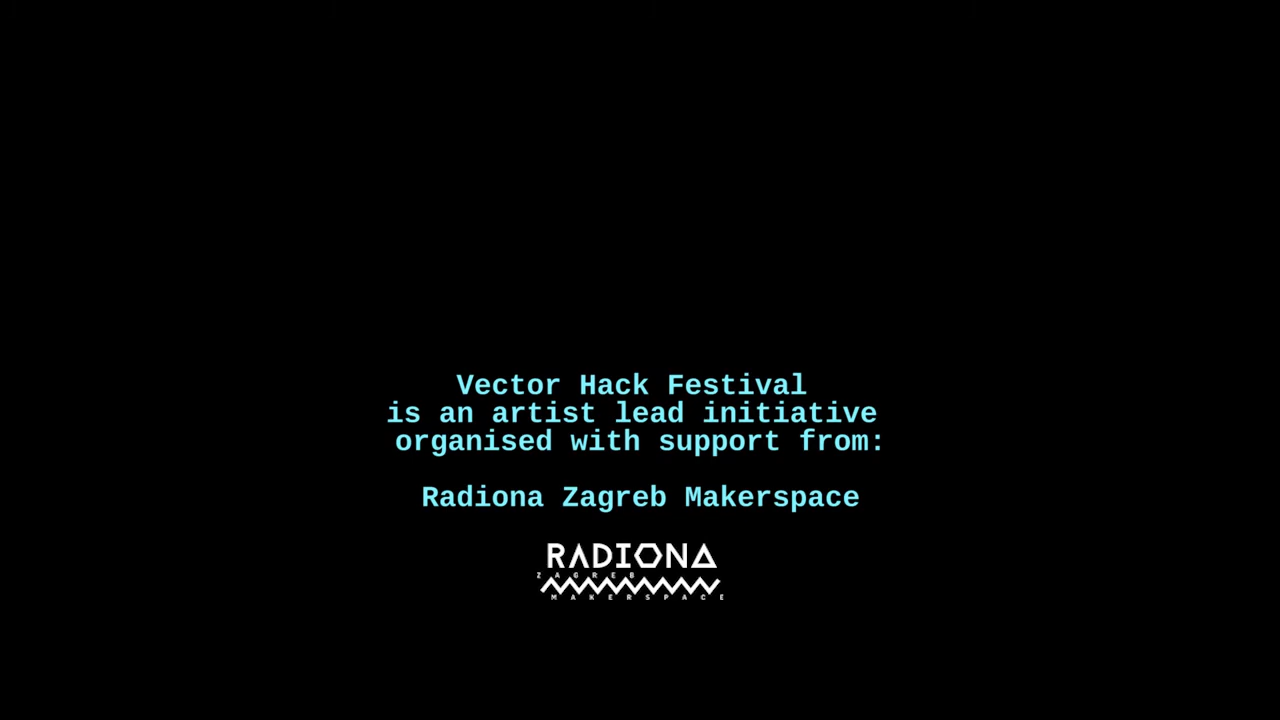 Vector Hack Festival
is an artist lead initiative
organised with support from:
Radiona Zagreb Makerspace
RADIONA
ZAGREB
MAKERSPACE